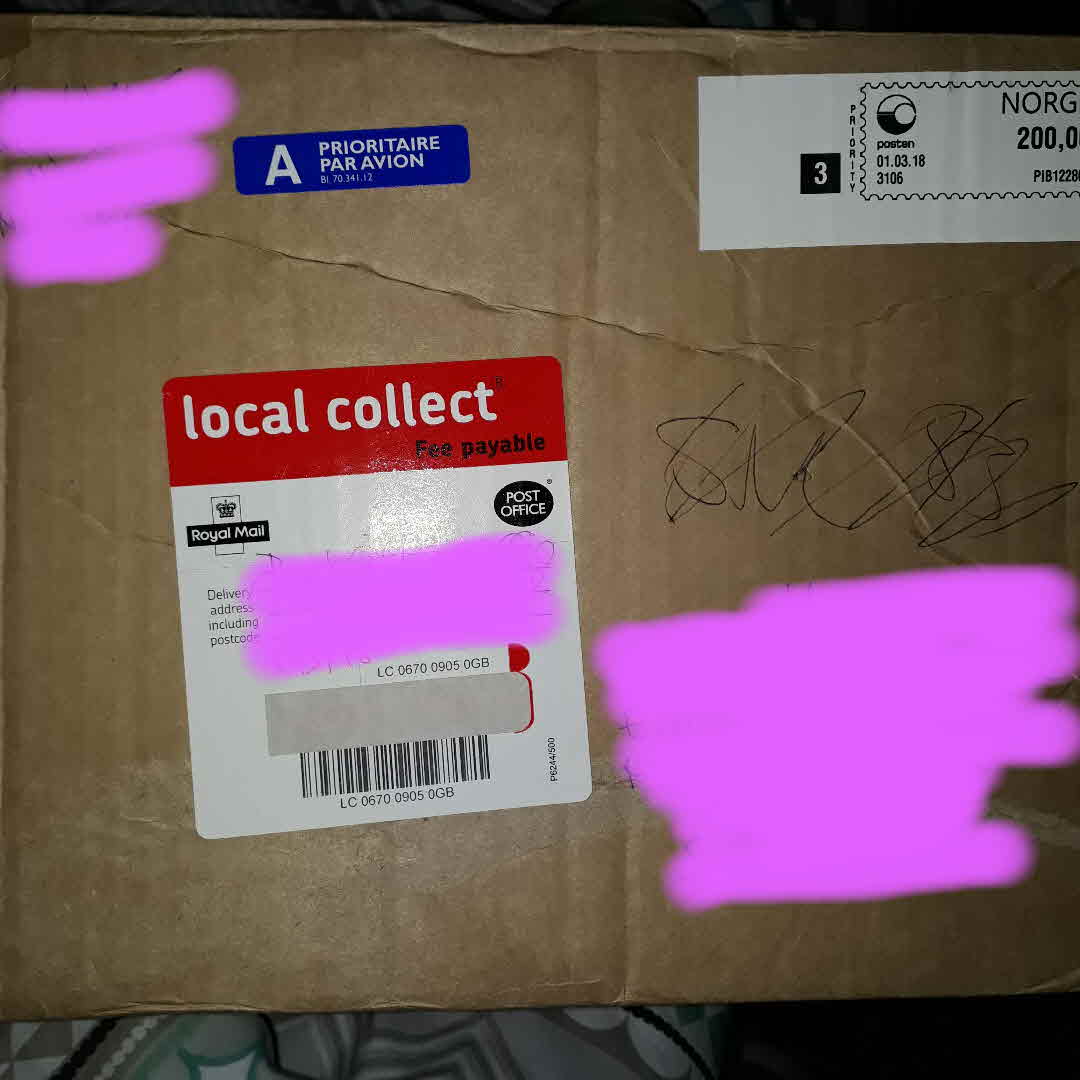 A PRIORITAIRE
PAR AVION
BI. 70.341.12
PRIORITY
NORG
posten
200,0
01.03.18
3
3106
PIB1228
local collect®
Fee payable
Royal Mail
POST
OFFICE
Delivery
address
including
postcode
LC 0670 0905 0GB
LC 0670 0905 0GB
P6244/500